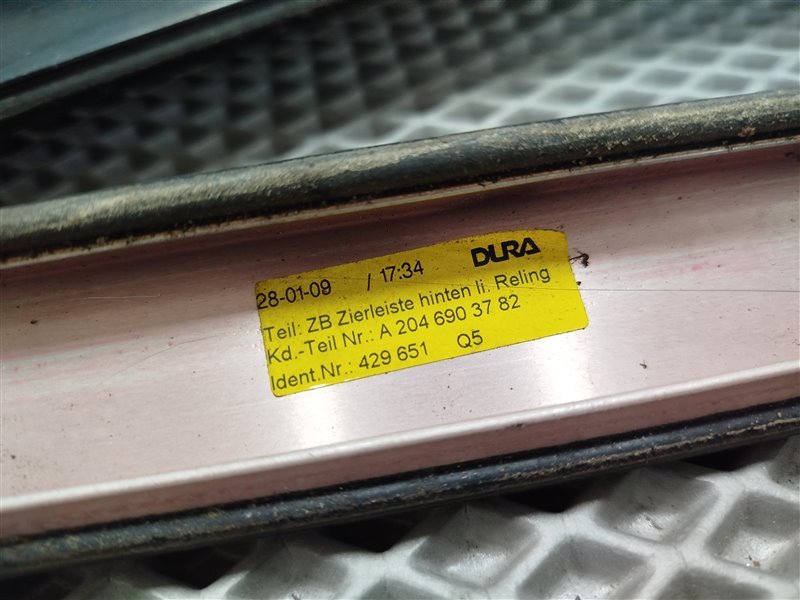 28-01-09 / 17:34 DURA
Teil: ZB Zierleiste hinten li. Reling
Kd.-Teil Nr.: A 204 690 37 82
Ident.Nr.: 429 651 Q5